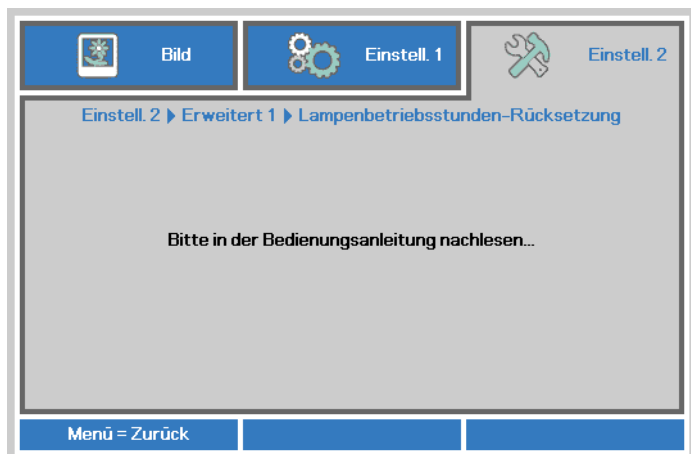 Bild
Einstell. 1
Einstell. 2
Einstell. 2 ▸ Erweitert 1 ▸ Lampenbetriebsstunden-Rücksetzung
Bitte in der Bedienungsanleitung nachlesen...
Menü = Zurück